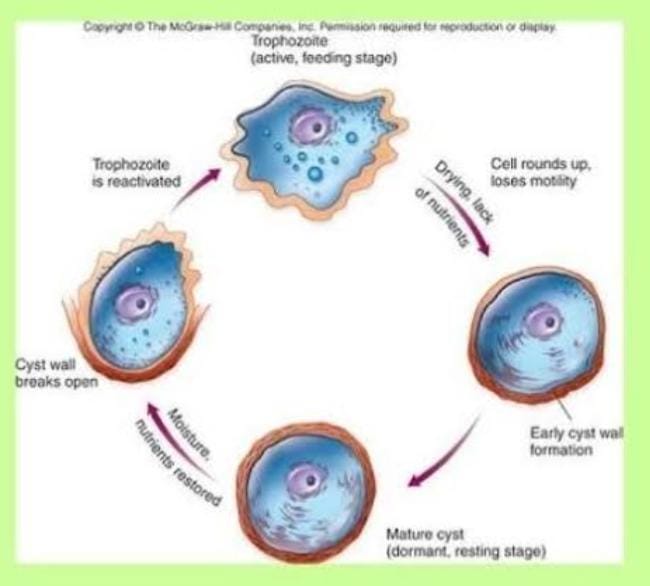 Copyright © The McGraw-Hill Companies, Inc. Permission required for reproduction or display.
Trophozoite
(active, feeding stage)
Trophozoite
is reactivated
Drying, lack
of nutrients
Cell rounds up,
loses motility
Cyst wall
breaks open
Moisture,
nutrients restored
Early cyst wall
formation
Mature cyst
(dormant, resting stage)